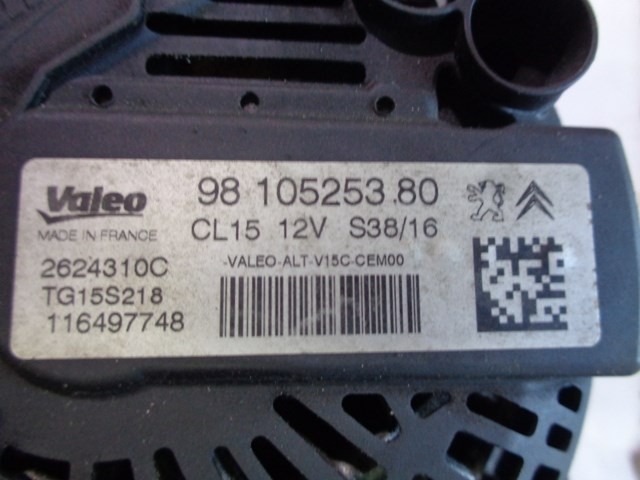 Valeo
MADE IN FRANCE
98 105253.80
CL15 12V S38/16
2624310C
TG15S218
116497748
-VALEO-ALT-V15C-CEM00